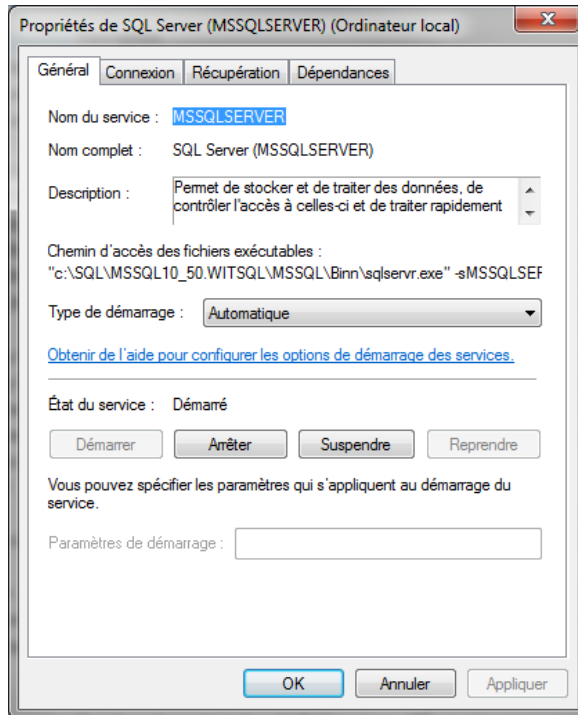 Propriétés de SQL Server (MSSQLSERVER) (Ordinateur local)
Général Connexion Récupération Dépendances
Nom du service : MSSQLSERVER
Nom complet : SQL Server (MSSQLSERVER)
Description : Permet de stocker et de traiter des données, de
contrôler l'accès à celles-ci et de traiter rapidement
Chemin d'accès des fichiers exécutables :
"c:\SQL\MSSQL10_50.WITSQL\MSSQL\Binn\sqlservr.exe" -sMSSQLSEF
Type de démarrage : Automatique
Obtenir de l'aide pour configurer les options de démarrage des services.
État du service : Démarré
Démarrer Arrêter Suspendre Reprendre
Vous pouvez spécifier les paramètres qui s'appliquent au démarrage du
service.
Paramètres de démarrage :
OK Annuler Appliquer